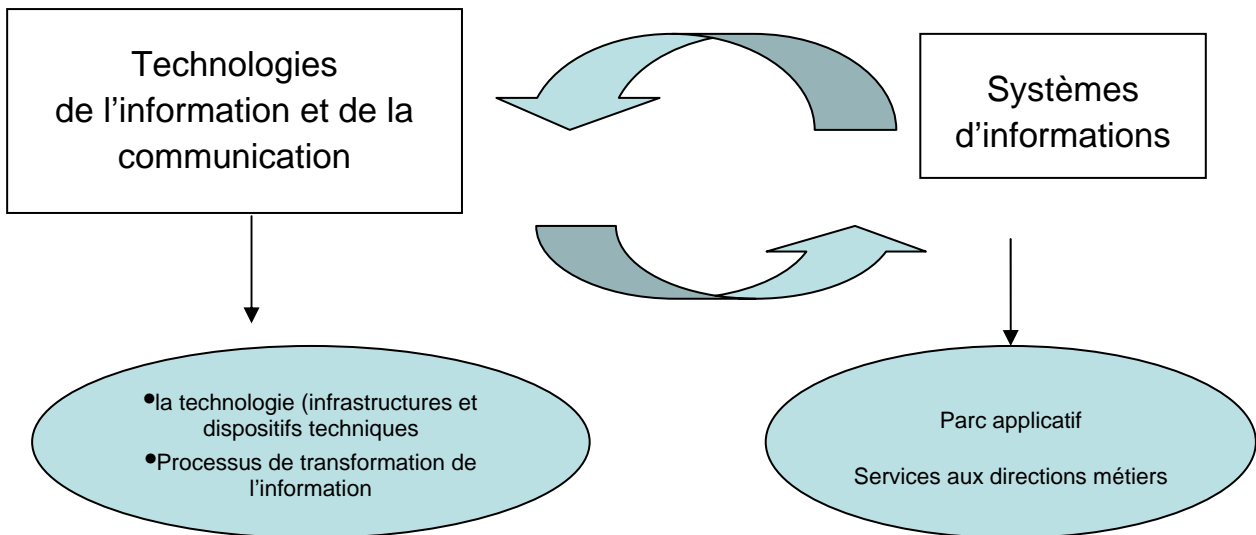 Technologies
de l’information et de la
communication
Systèmes
d’informations
•la technologie (infrastructures et
dispositifs techniques
•Processus de transformation de
l’information
Parc applicatif
Services aux directions métiers